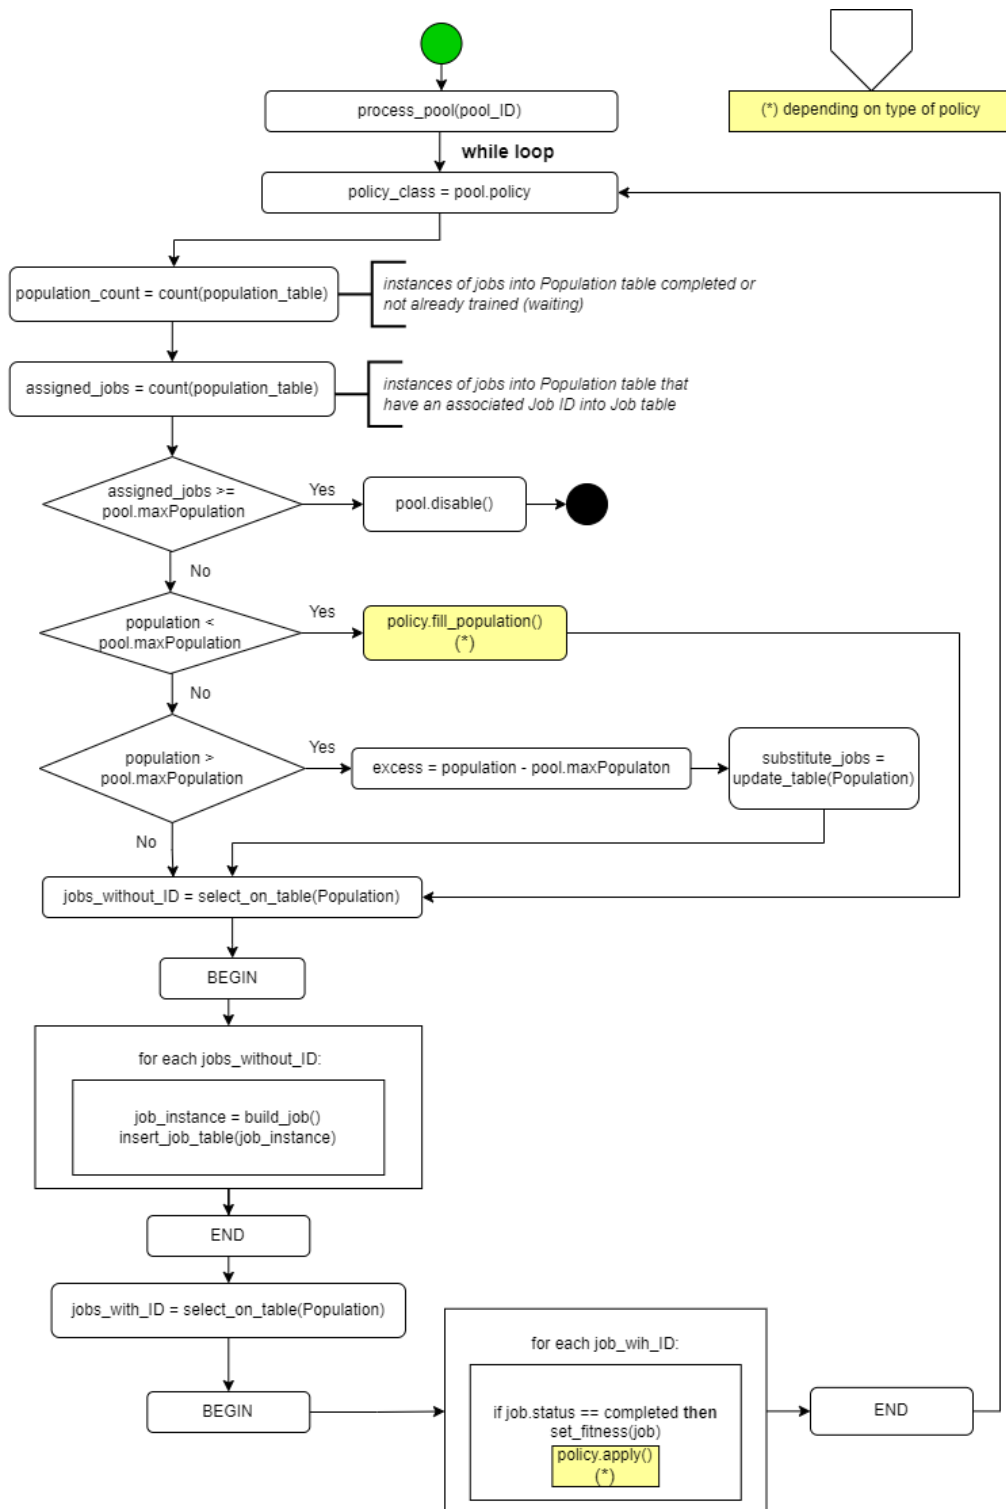 process_pool(pool_ID)
(*) depending on type of policy
while loop
policy_class = pool.policy
population_count = count(population_table)
instances of jobs into Population table completed or
not already trained (waiting)
assigned_jobs = count(population_table)
instances of jobs into Population table that
have an associated Job ID into Job table
assigned_jobs >=
pool.maxPopulation
Yes
pool.disable()
No
population <
pool.maxPopulation
Yes
policy.fill_population()
(*)
No
population >
pool.maxPopulation
Yes
excess = population - pool.maxPopulaton
substitute_jobs =
update_table(Population)
No
jobs_without_ID = select_on_table(Population)
BEGIN
for each jobs_without_ID:
job_instance = build_job()
insert_job_table(job_instance)
END
jobs_with_ID = select_on_table(Population)
BEGIN
for each job_wih_ID:
if job.status == completed then
set_fitness(job)
policy.apply()
(*)
END